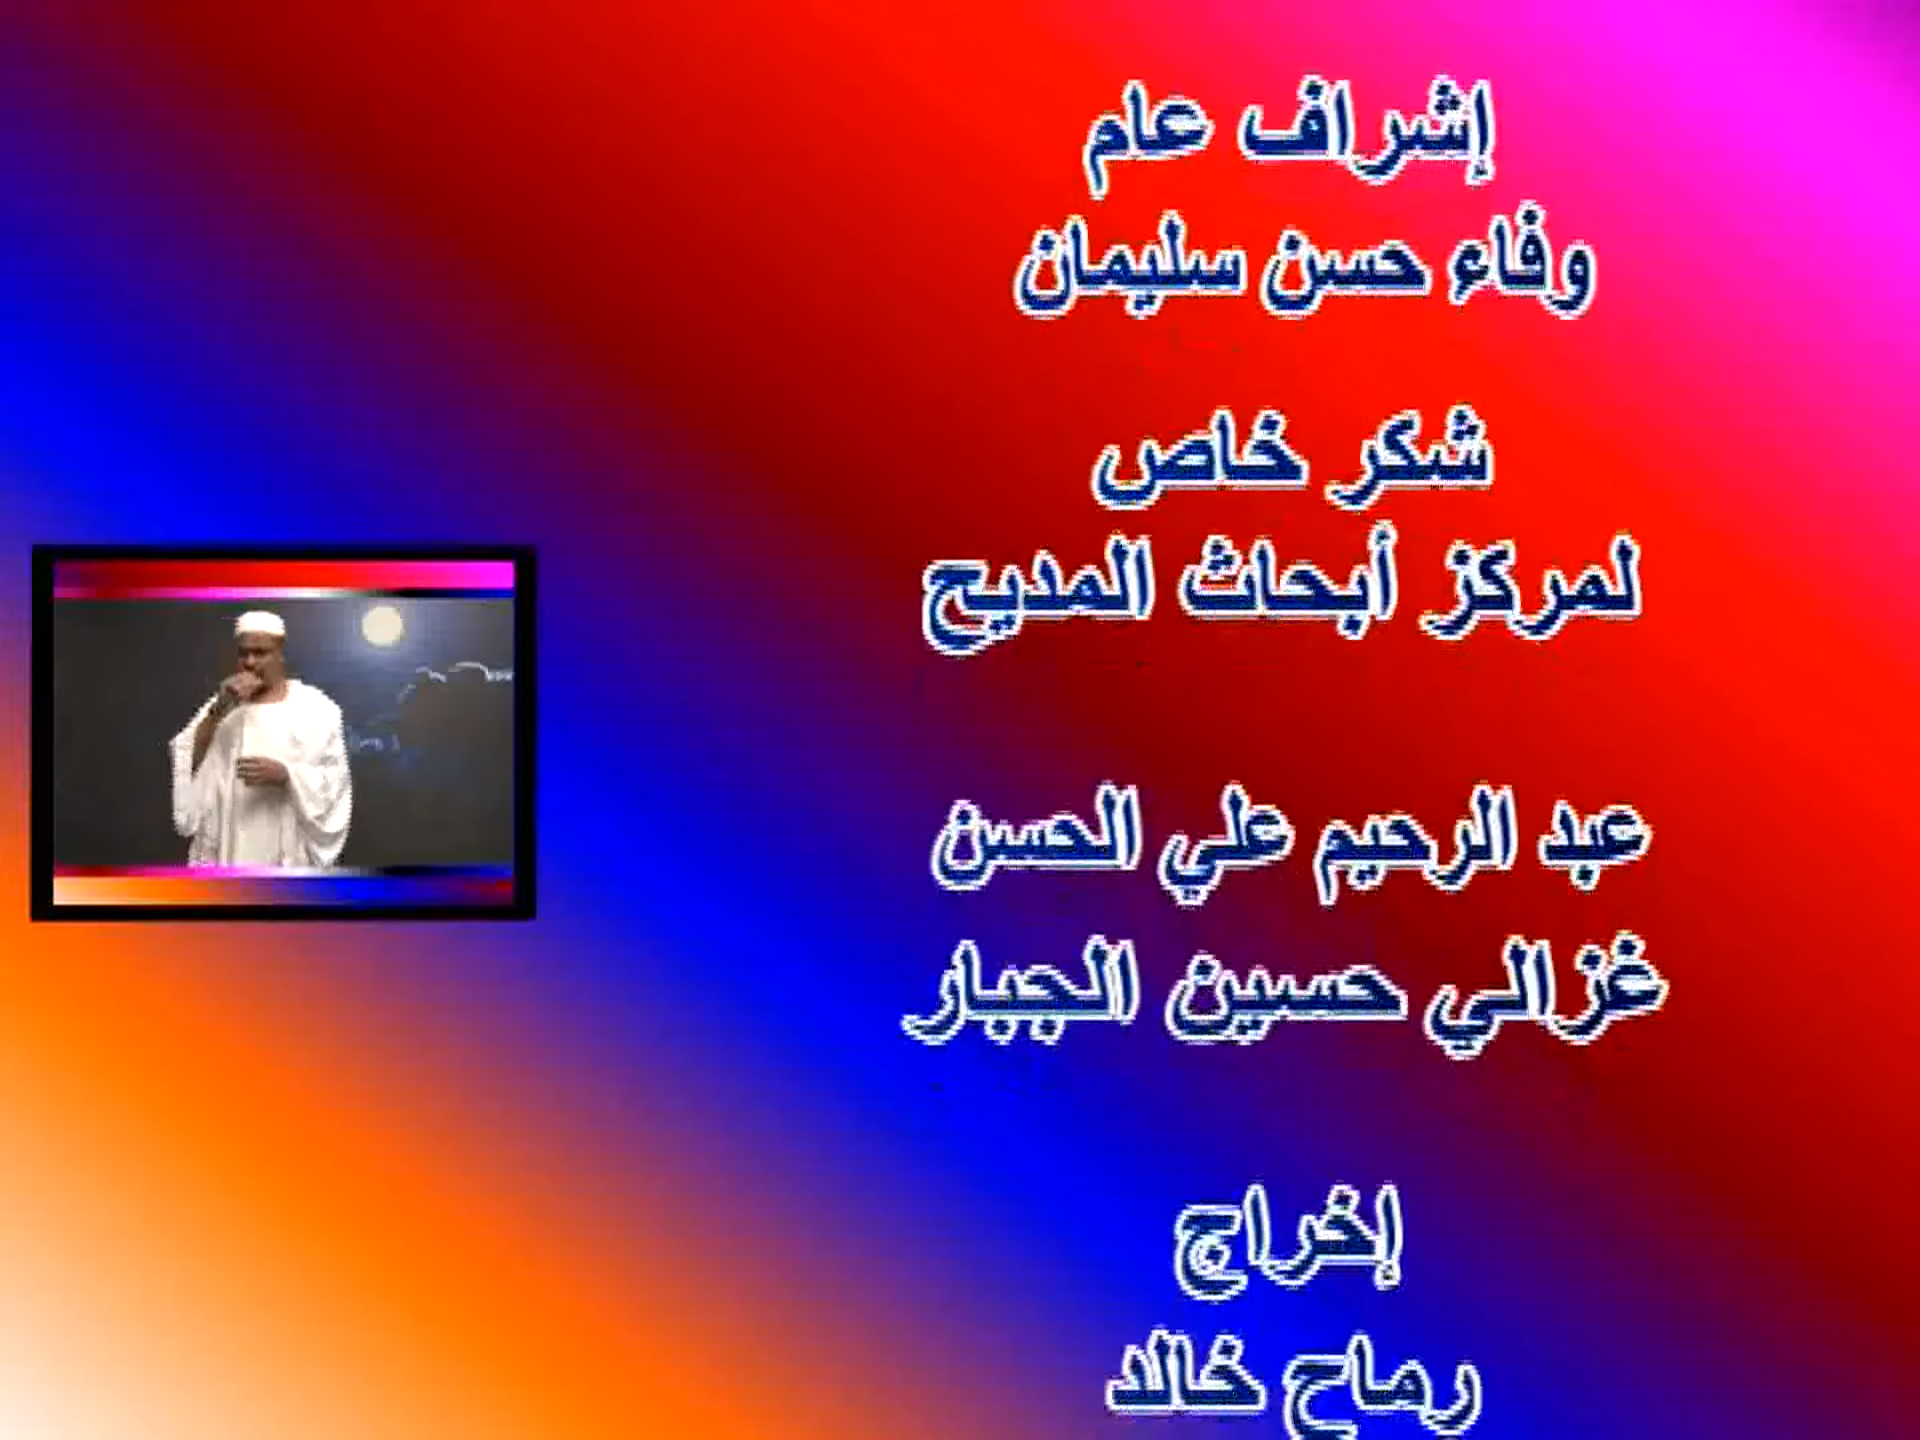 إشراف عام
وفاء حسن سليمان
شكر خاص
لمركز أبحاث المديح
عبد الرحيم علي الحسن
غزالي حسين الجبار
إخراج
رماح خالد